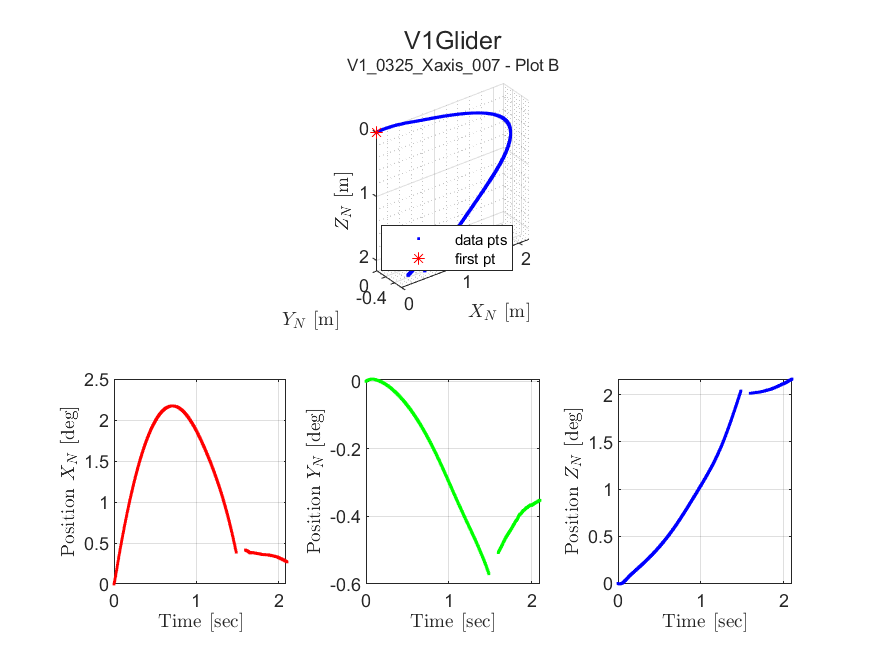 V1Glider
V1_0325_Xaxis_007 - Plot B
0
1
2
Z_N [m]
data pts
first pt
0
-0.4
0
1
2
Y_N [m]
X_N [m]
2.5
2
1.5
1
0.5
0
Position X_N [deg]
0 1 2
Time [sec]
0
-0.2
-0.4
-0.6
Position Y_N [deg]
0 1 2
Time [sec]
2
1.5
1
0.5
0
Position Z_N [deg]
0 1 2
Time [sec]